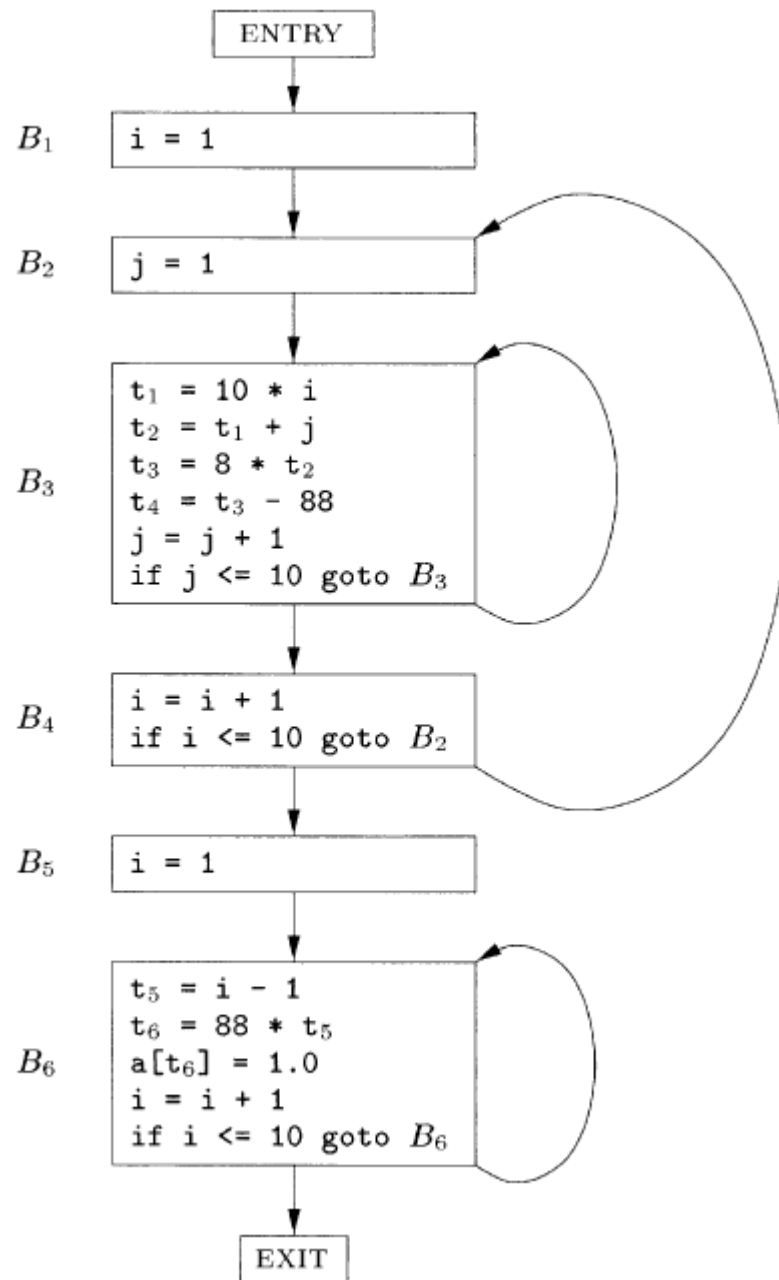 ENTRY
B₁
i = 1
B₂
j = 1
B₃
t₁ = 10 * i
t₂ = t₁ + j
t₃ = 8 * t₂
t₄ = t₃ - 88
j = j + 1
if j <= 10 goto B₃
B₄
i = i + 1
if i <= 10 goto B₂
B₅
i = 1
B₆
t₅ = i - 1
t₆ = 88 * t₅
a[t₆] = 1.0
i = i + 1
if i <= 10 goto B₆
EXIT